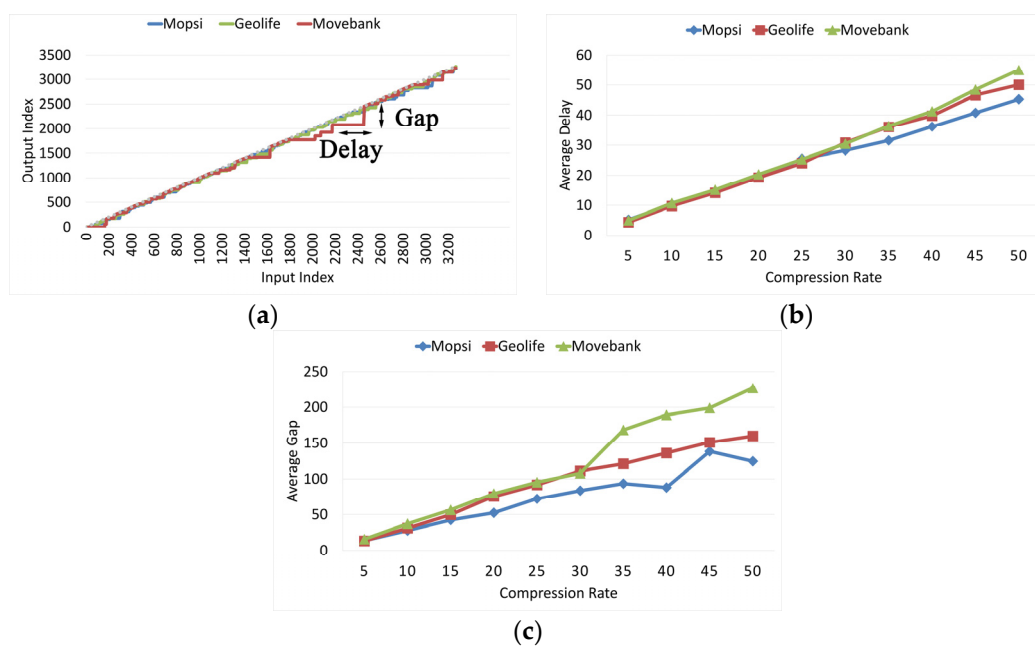 Mopsi Geolife Movebank
3500
3000
2500
2000
1500
1000
500
0
Output Index
Gap
Delay
0 200 400 600 800 1000 1200 1400 1600 1800 2000 2200 2400 2600 2800 3000 3200
Input Index
(a)
Mopsi Geolife Movebank
60
50
40
30
20
10
0
Average Delay
5 10 15 20 25 30 35 40 45 50
Compression Rate
(b)
Mopsi Geolife Movebank
250
200
150
100
50
0
Average Gap
5 10 15 20 25 30 35 40 45 50
Compression Rate
(c)